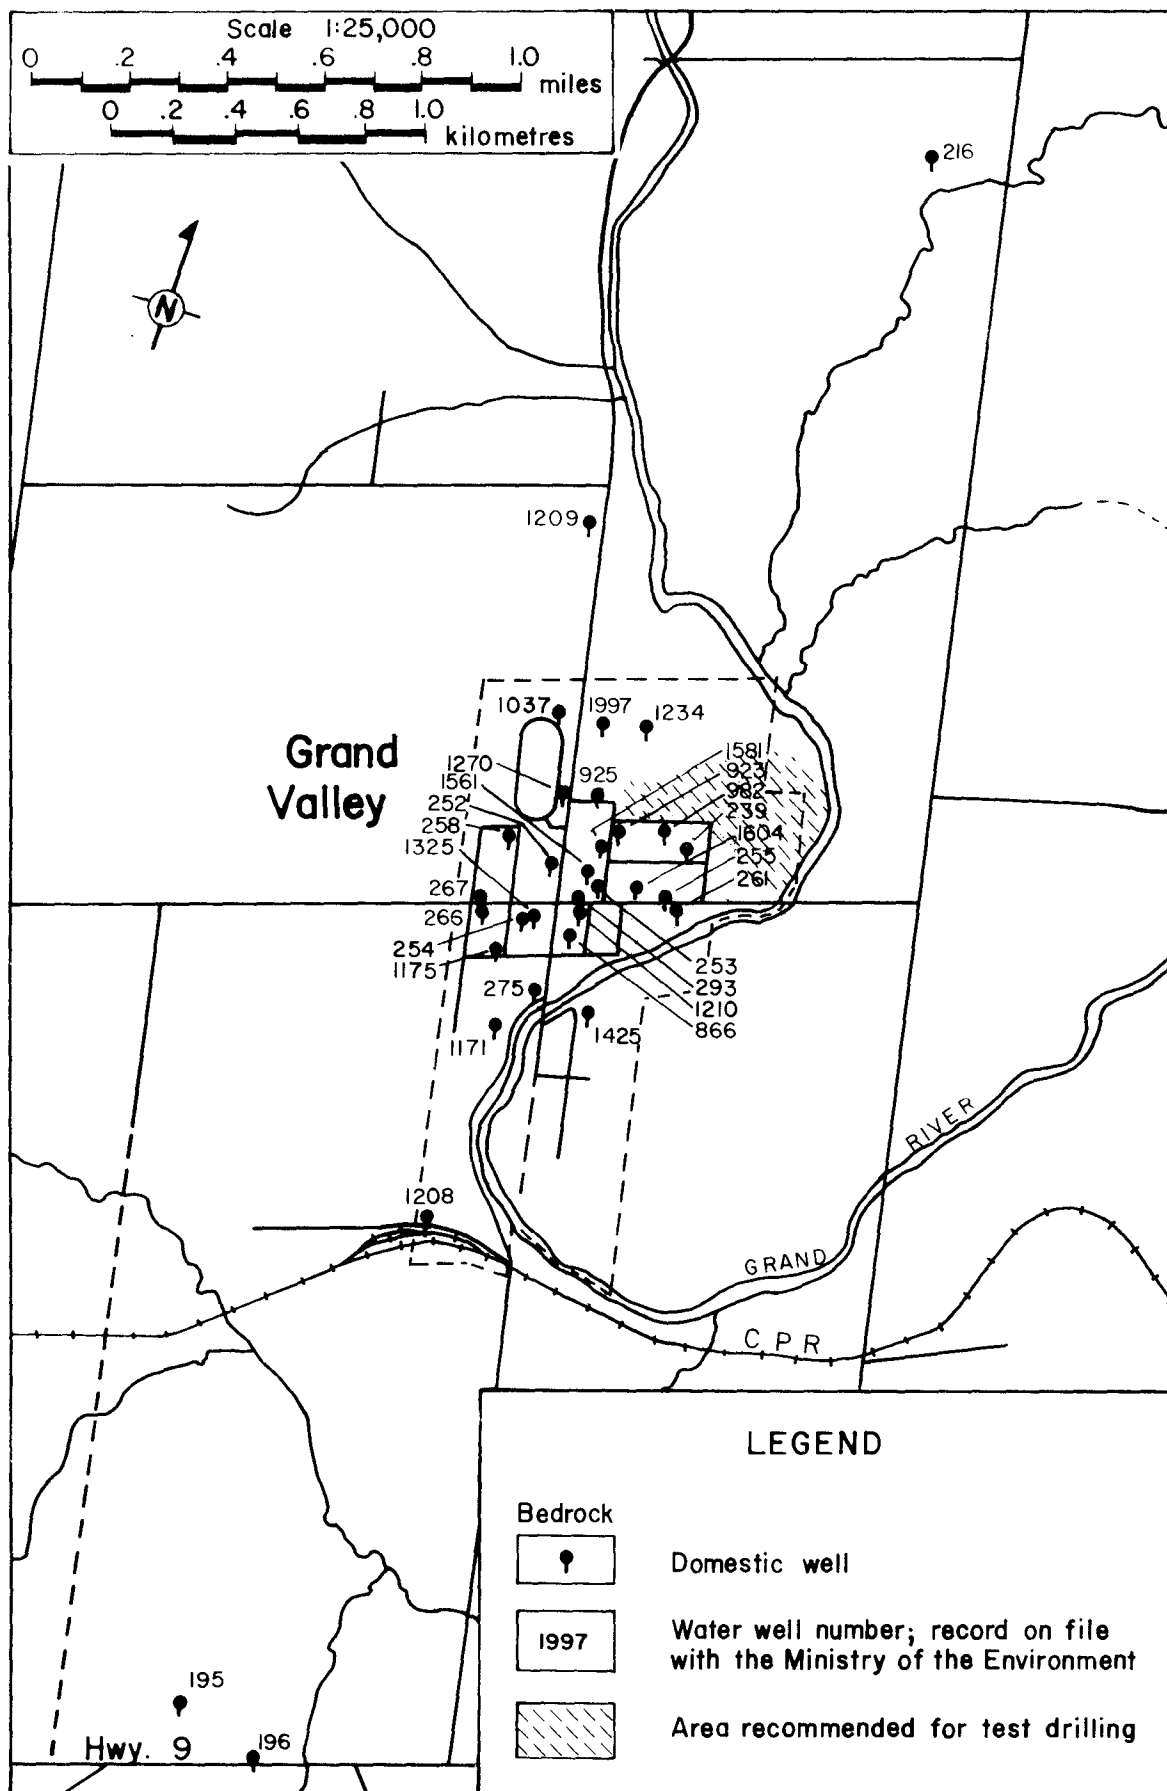 Scale 1:25,000
0 .2 .4 .6 .8 1.0
miles
0 .2 .4 .6 .8 1.0
kilometres
216
N
1209
1037 1997 1234
Grand
Valley
1270
925
1581
1561
923
252
982
258
239
1325
1604
255
267
261
266
254
253
1175
293
275
1210
1171
1425
866
RIVER
1208
GRAND
CPR
LEGEND
Bedrock
Domestic well
1997
Water well number; record on file
with the Ministry of the Environment
Area recommended for test drilling
195
Hwy. 9
196